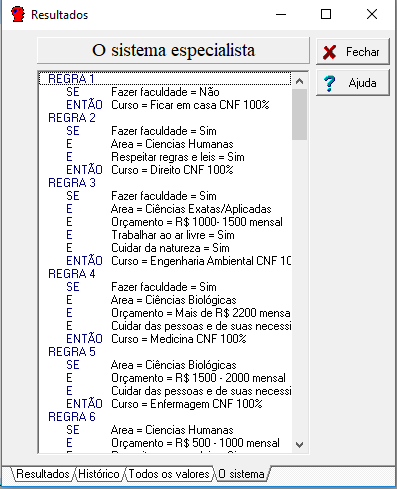 Resultados
O sistema especialista
Fechar
Ajuda
REGRA 1
SE Fazer faculdade = Não
ENTÃO Curso = Ficar em casa CNF 100%
REGRA 2
SE Fazer faculdade = Sim
E Area = Ciencias Humanas
E Respeitar regras e leis = Sim
ENTÃO Curso = Direito CNF 100%
REGRA 3
SE Fazer faculdade = Sim
E Area = Ciências Exatas/Aplicadas
E Orçamento = R$ 1000- 1500 mensal
E Trabalhar ao ar livre = Sim
E Cuidar da natureza = Sim
ENTÃO Curso = Engenharia Ambiental CNF 10
REGRA 4
SE Fazer faculdade = Sim
E Area = Ciências Biológicas
E Orçamento = Mais de R$ 2200 mensa
E Cuidar das pessoas e de suas necessi
ENTÃO Curso = Medicina CNF 100%
REGRA 5
SE Area = Ciências Biológicas
E Orçamento = R$ 1500 - 2000 mensal
E Cuidar das pessoas e de suas necessi
ENTÃO Curso = Enfermagem CNF 100%
REGRA 6
SE Area = Ciencias Humanas
E Orçamento = R$ 500 - 1000 mensal
Resultados Histórico Todos os valores O sistema